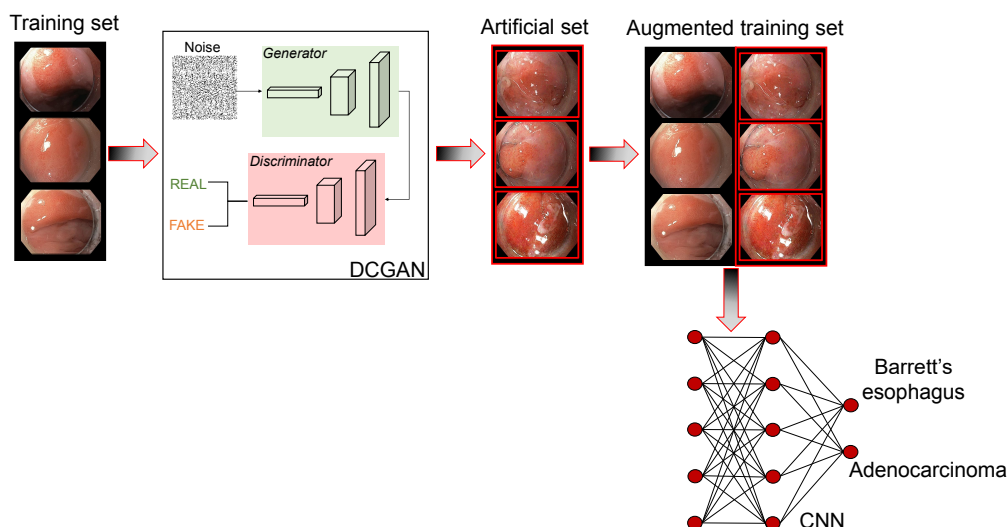 Training set
Noise
Generator
Discriminator
REAL
FAKE
DCGAN
Artificial set
Augmented training set
Barrett's
esophagus
Adenocarcinoma
CNN